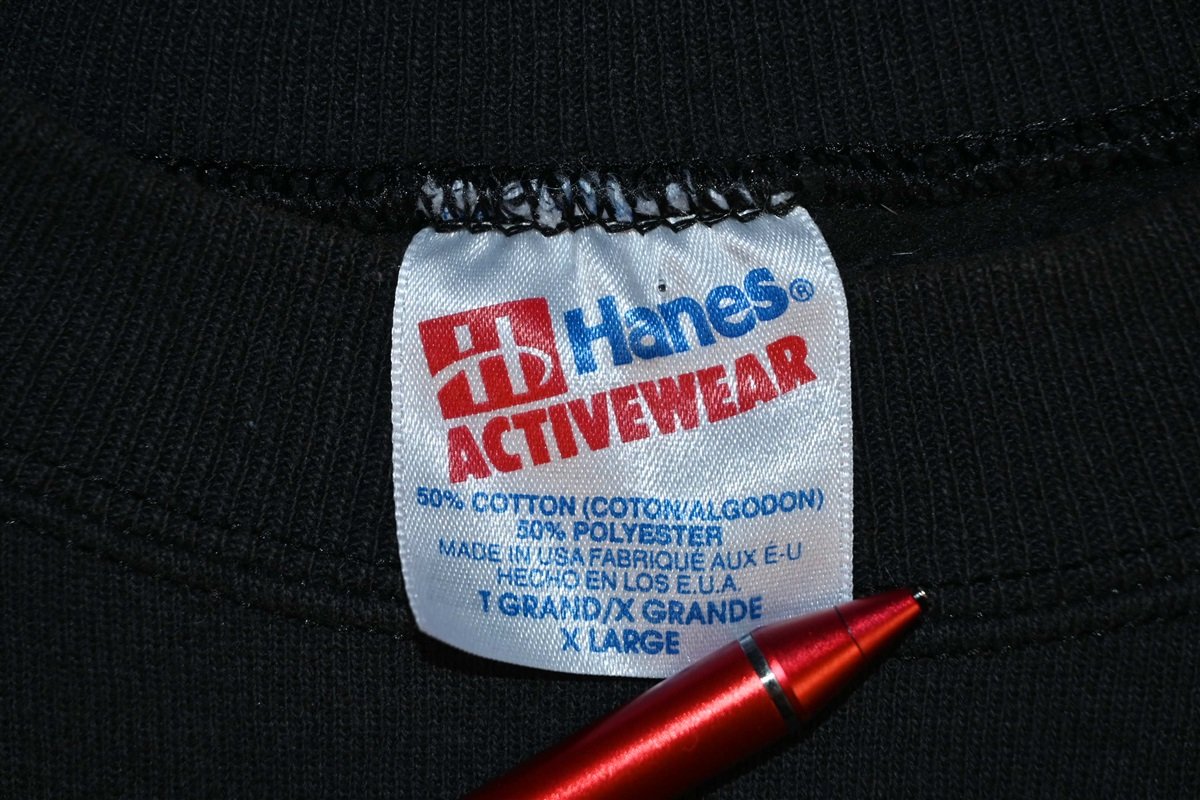 Hanes®
ACTIVEWEAR
50% COTTON (COTON/ALGODON)
50% POLYESTER
MADE IN USA FABRIQUÉ AUX É-U
HECHO EN LOS E.U.A.
T GRAND/X GRANDE
X LARGE